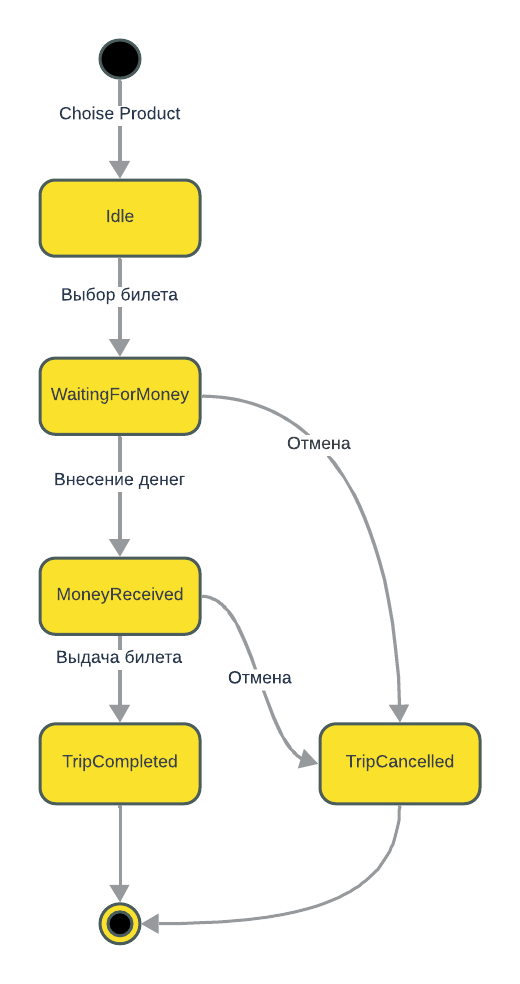 Choise Product
Idle
Выбор билета
WaitingForMoney
Отмена
Внесение денег
MoneyReceived
Выдача билета
Отмена
TripCompleted
TripCancelled